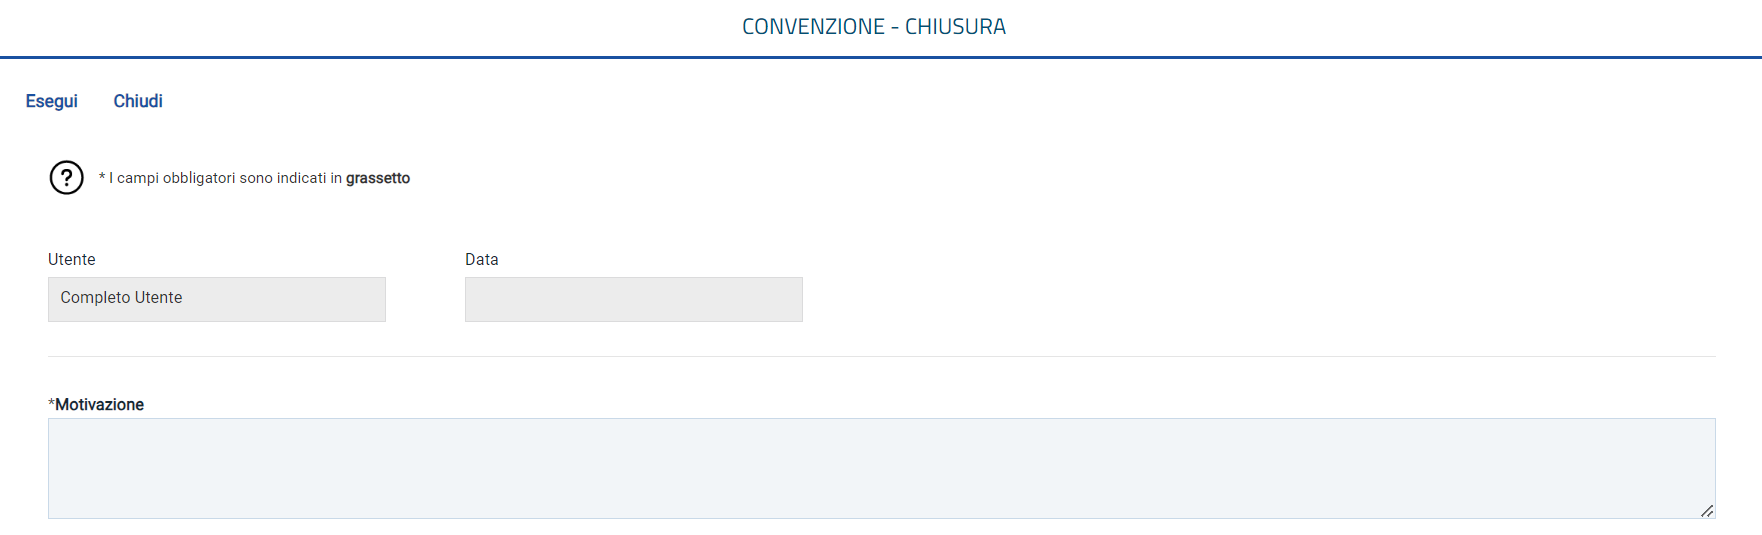 CONVENZIONE - CHIUSURA
Esegui Chiudi
* I campi obbligatori sono indicati in grassetto
Utente Data
Completo Utente
*Motivazione